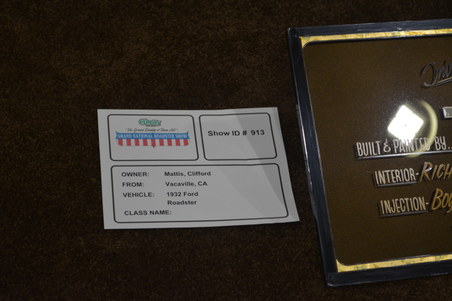 GRAND NATIONAL ROADSTER SHOW
Show ID # 913
OWNER: Mattis, Clifford
FROM: Vacaville, CA
VEHICLE: 1932 Ford
Roadster
CLASS NAME:
BUILT & PAINTED BY..
INTERIOR-RICH
INJECTION-